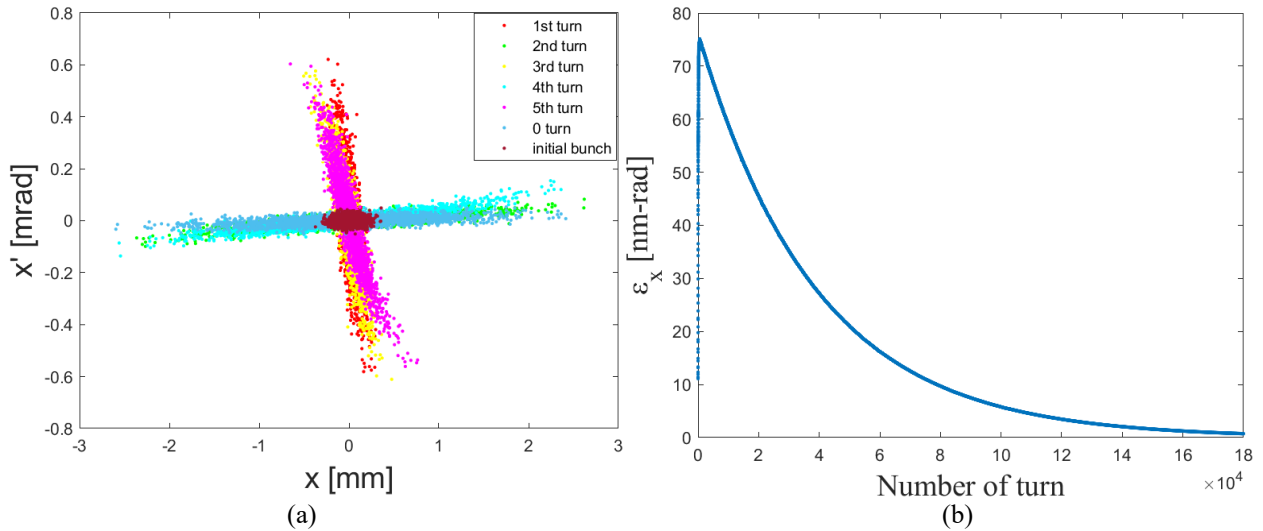 1st turn
2nd turn
3rd turn
4th turn
5th turn
0 turn
initial bunch
0.8
0.6
0.4
0.2
0
-0.2
-0.4
-0.6
-0.8
x' [mrad]
-3
-2
-1
0
1
2
3
x [mm]
(a)
80
70
60
50
40
30
20
10
0
εx [nm-rad]
0
2
4
6
8
10
12
14
16
18
×10⁴
Number of turn
(b)